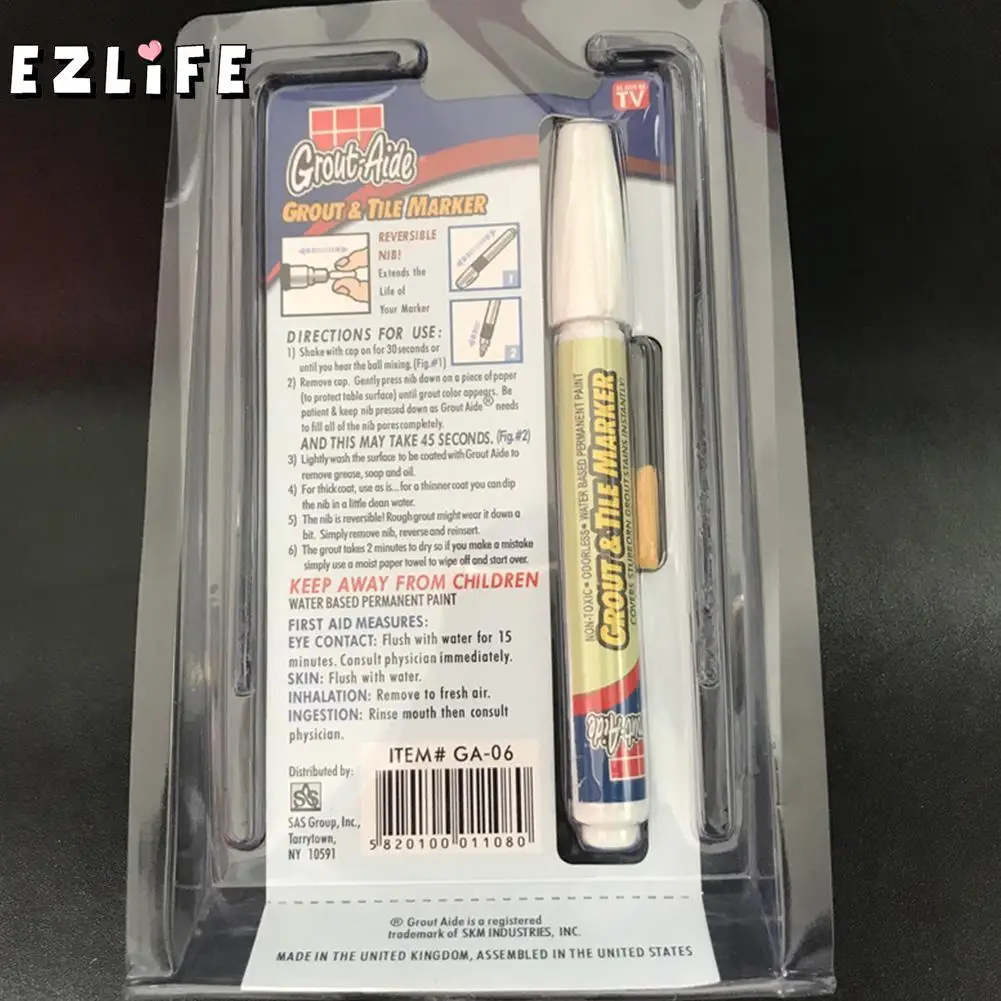 EZLiFE
AS SEEN ON
TV
Grout-Aide
GROUT & TILE MARKER
REVERSIBLE
NIB!
Extends the
Life of
Your Marker
1
2
DIRECTIONS FOR USE:
1) Shake with cap on for 30 seconds or
until you hear the ball mixing. (Fig.#1)
2) Remove cap. Gently press nib down on a piece of paper
(to protect table surface) until grout color appears. Be
patient & keep nib pressed down as Grout Aide® needs
to fill all of the nib pores completely.
AND THIS MAY TAKE 45 SECONDS. (Fig.#2)
3) Lightly wash the surface to be coated with Grout Aide to
remove grease, soap and oil.
4) For thick coat, use as is... for a thinner coat you can dip
the nib in a little clean water.
5) The nib is reversible! Rough grout might wear it down a
bit. Simply remove nib, reverse and reinsert.
6) The grout takes 2 minutes to dry so if you make a mistake
simply use a moist paper towel to wipe off and start over.
KEEP AWAY FROM CHILDREN
WATER BASED PERMANENT PAINT
FIRST AID MEASURES:
EYE CONTACT: Flush with water for 15
minutes. Consult physician immediately.
SKIN: Flush with water.
INHALATION: Remove to fresh air.
INGESTION: Rinse mouth then consult
physician.
Distributed by:
SAS
SAS Group, Inc.,
Tarrytown,
NY 10591
ITEM# GA-06
5 820100 011080
NON-TOXIC • ODORLESS • WATER BASED PERMANENT PAINT
GROUT & TILE MARKER
COVERS STUBBORN GROUT STAINS INSTANTLY!
Grout-Aide
® Grout Aide is a registered
trademark of SKM INDUSTRIES, INC.
MADE IN THE UNITED KINGDOM, ASSEMBLED IN THE UNITED STATES